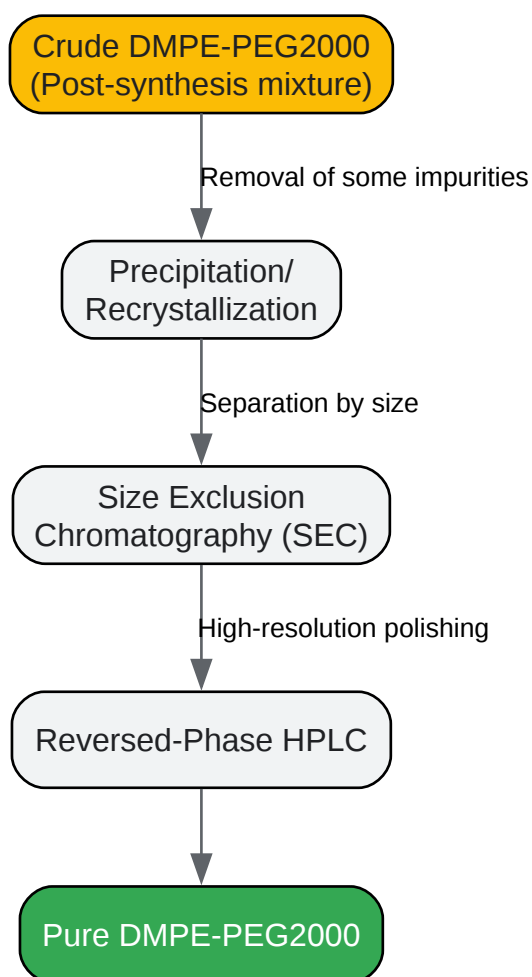 Crude DMPE-PEG2000
(Post-synthesis mixture)
Removal of some impurities
Precipitation/
Recrystallization
Separation by size
Size Exclusion
Chromatography (SEC)
High-resolution polishing
Reversed-Phase HPLC
Pure DMPE-PEG2000